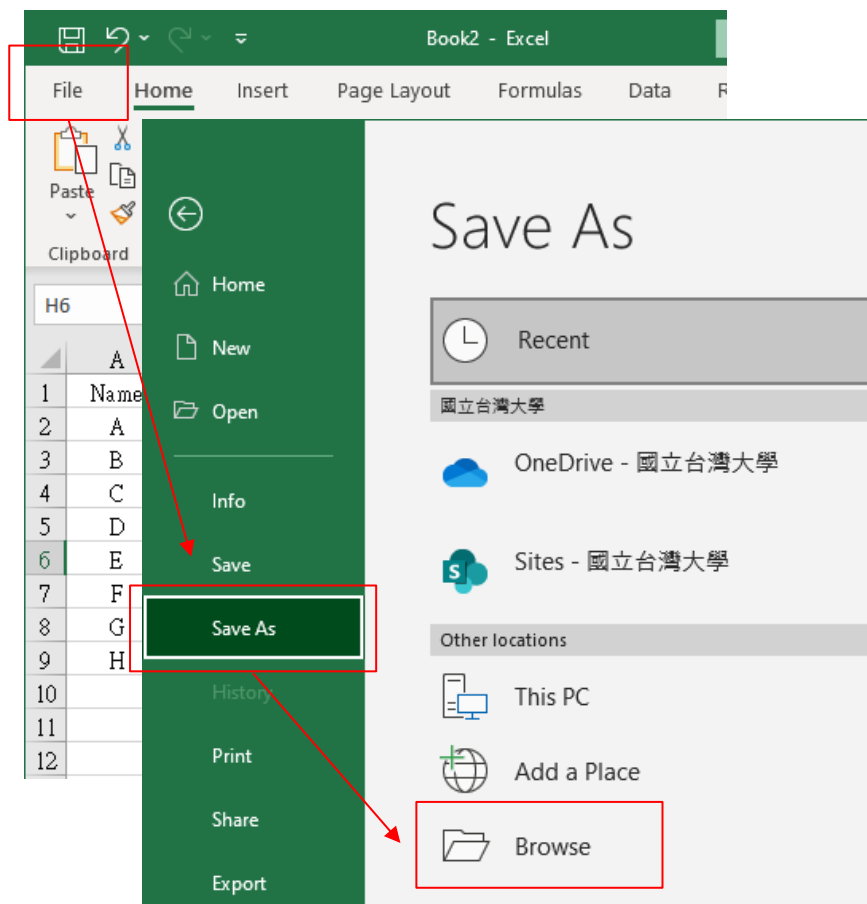 Book2 - Excel
File Home Insert Page Layout Formulas Data
Paste
Clipboard
H6
A
1 Name
2 A
3 B
4 C
5 D
6 E
7 F
8 G
9 H
10
11
12
Home
New
Open
Info
Save
Save As
History
Print
Share
Export
Save As
Recent
國立台灣大學
OneDrive - 國立台灣大學
Sites - 國立台灣大學
Other locations
This PC
Add a Place
Browse